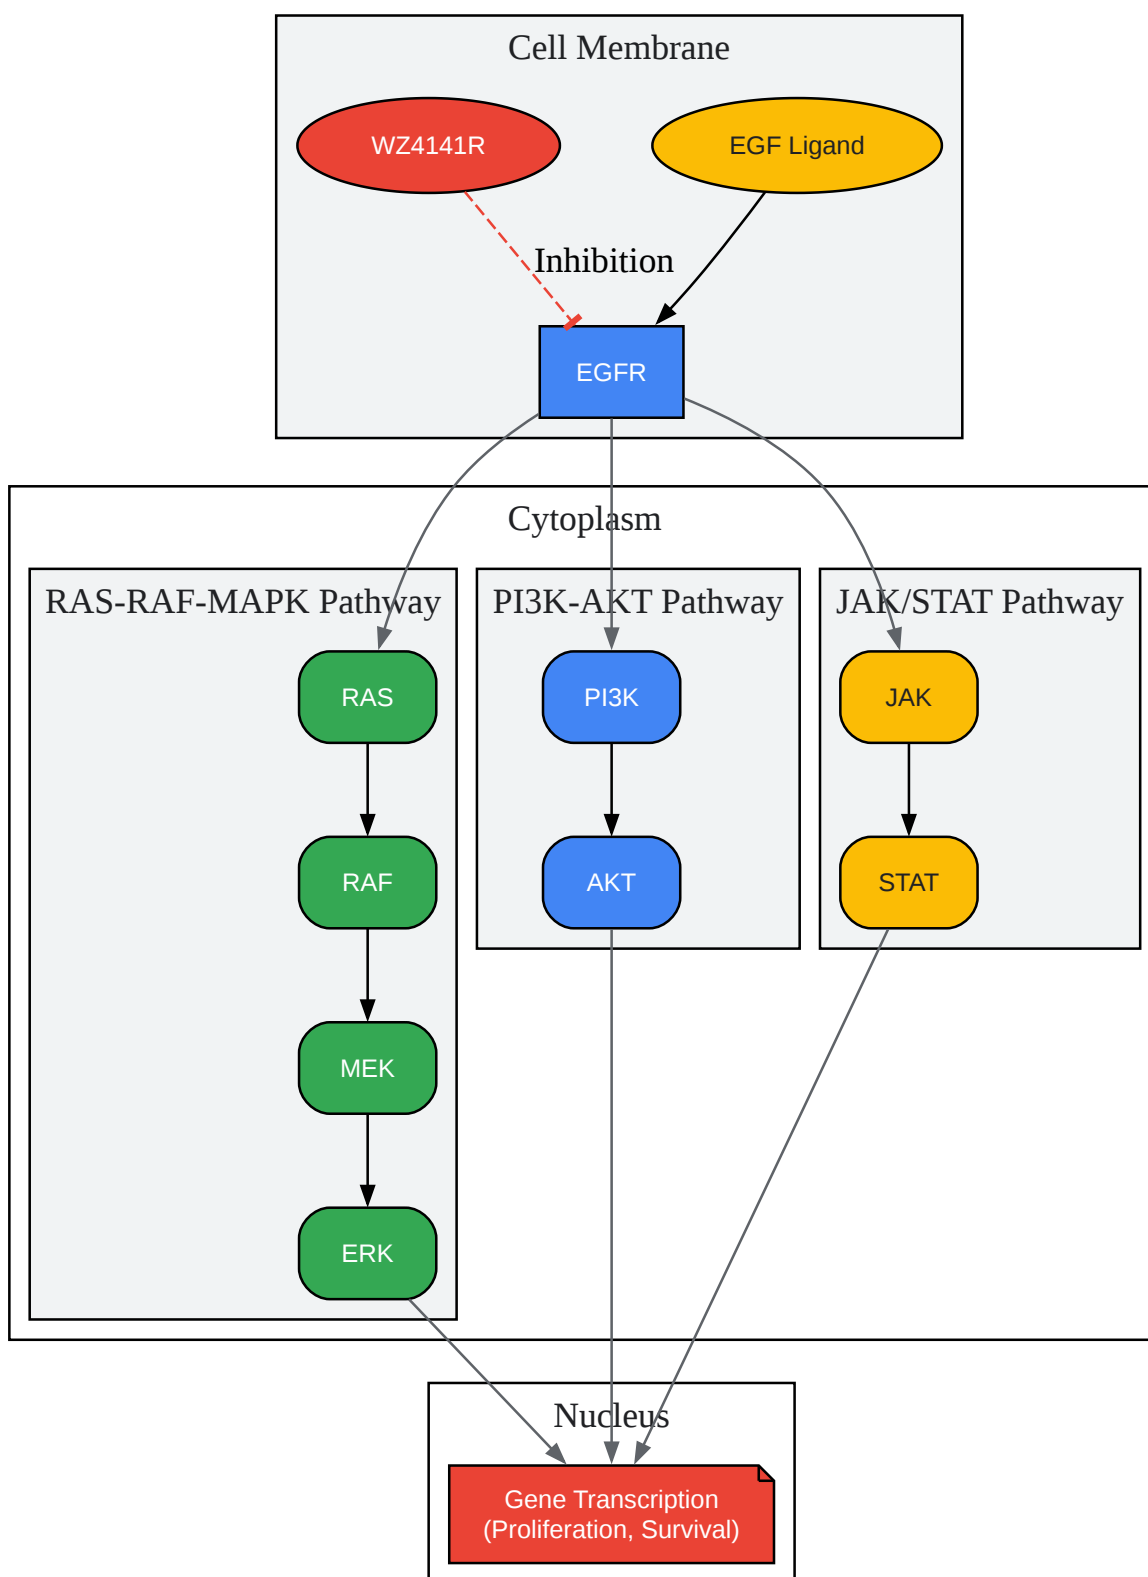 Cell Membrane
WZ4141R
EGF Ligand
Inhibition
EGFR
Cytoplasm
RAS-RAF-MAPK Pathway
PI3K-AKT Pathway
JAK/STAT Pathway
RAS
PI3K
JAK
RAF
AKT
STAT
MEK
ERK
Nucleus
Gene Transcription
(Proliferation, Survival)